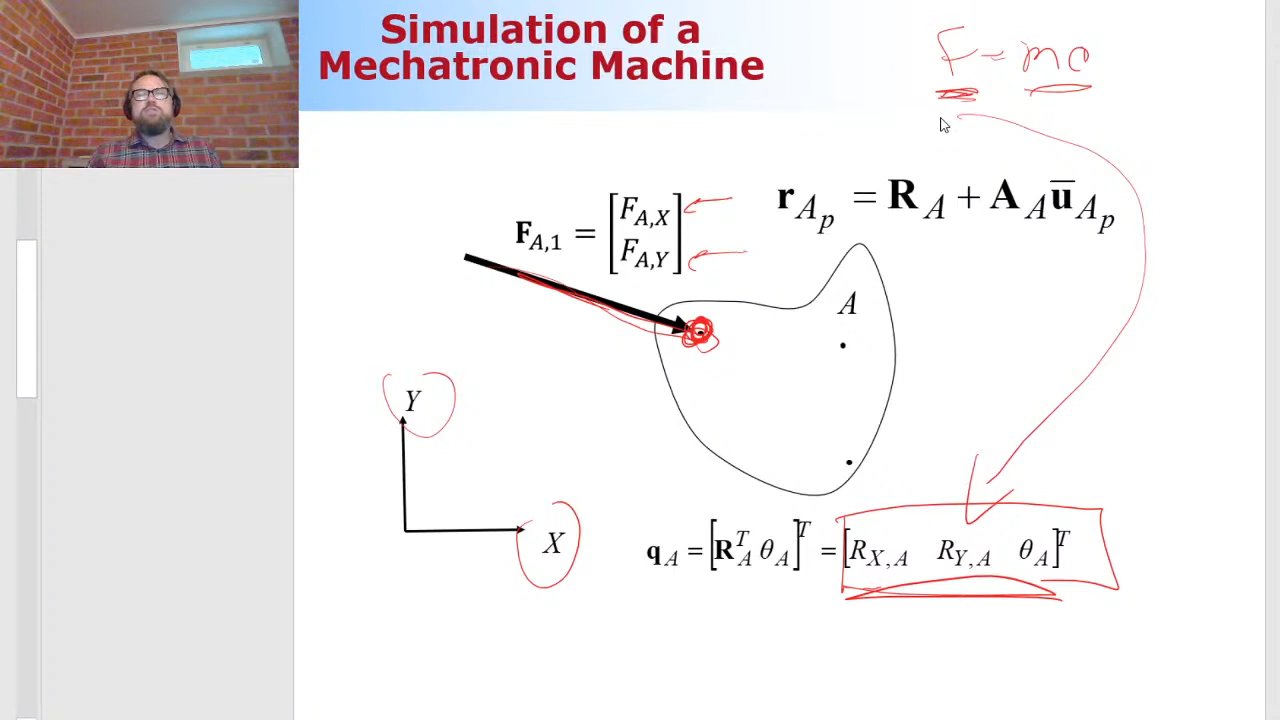 Simulation of a
Mechatronic Machine
F = ma
𝐅_{A,1} = [F_{A,X} F_{A,Y}]
𝐫_{A_p} = 𝐑_A + 𝐀_A 𝐮̅_{A_p}
A
Y
X
𝐪_A = [𝐑_A^T θ_A]^T = [R_{X,A} R_{Y,A} θ_A]^T